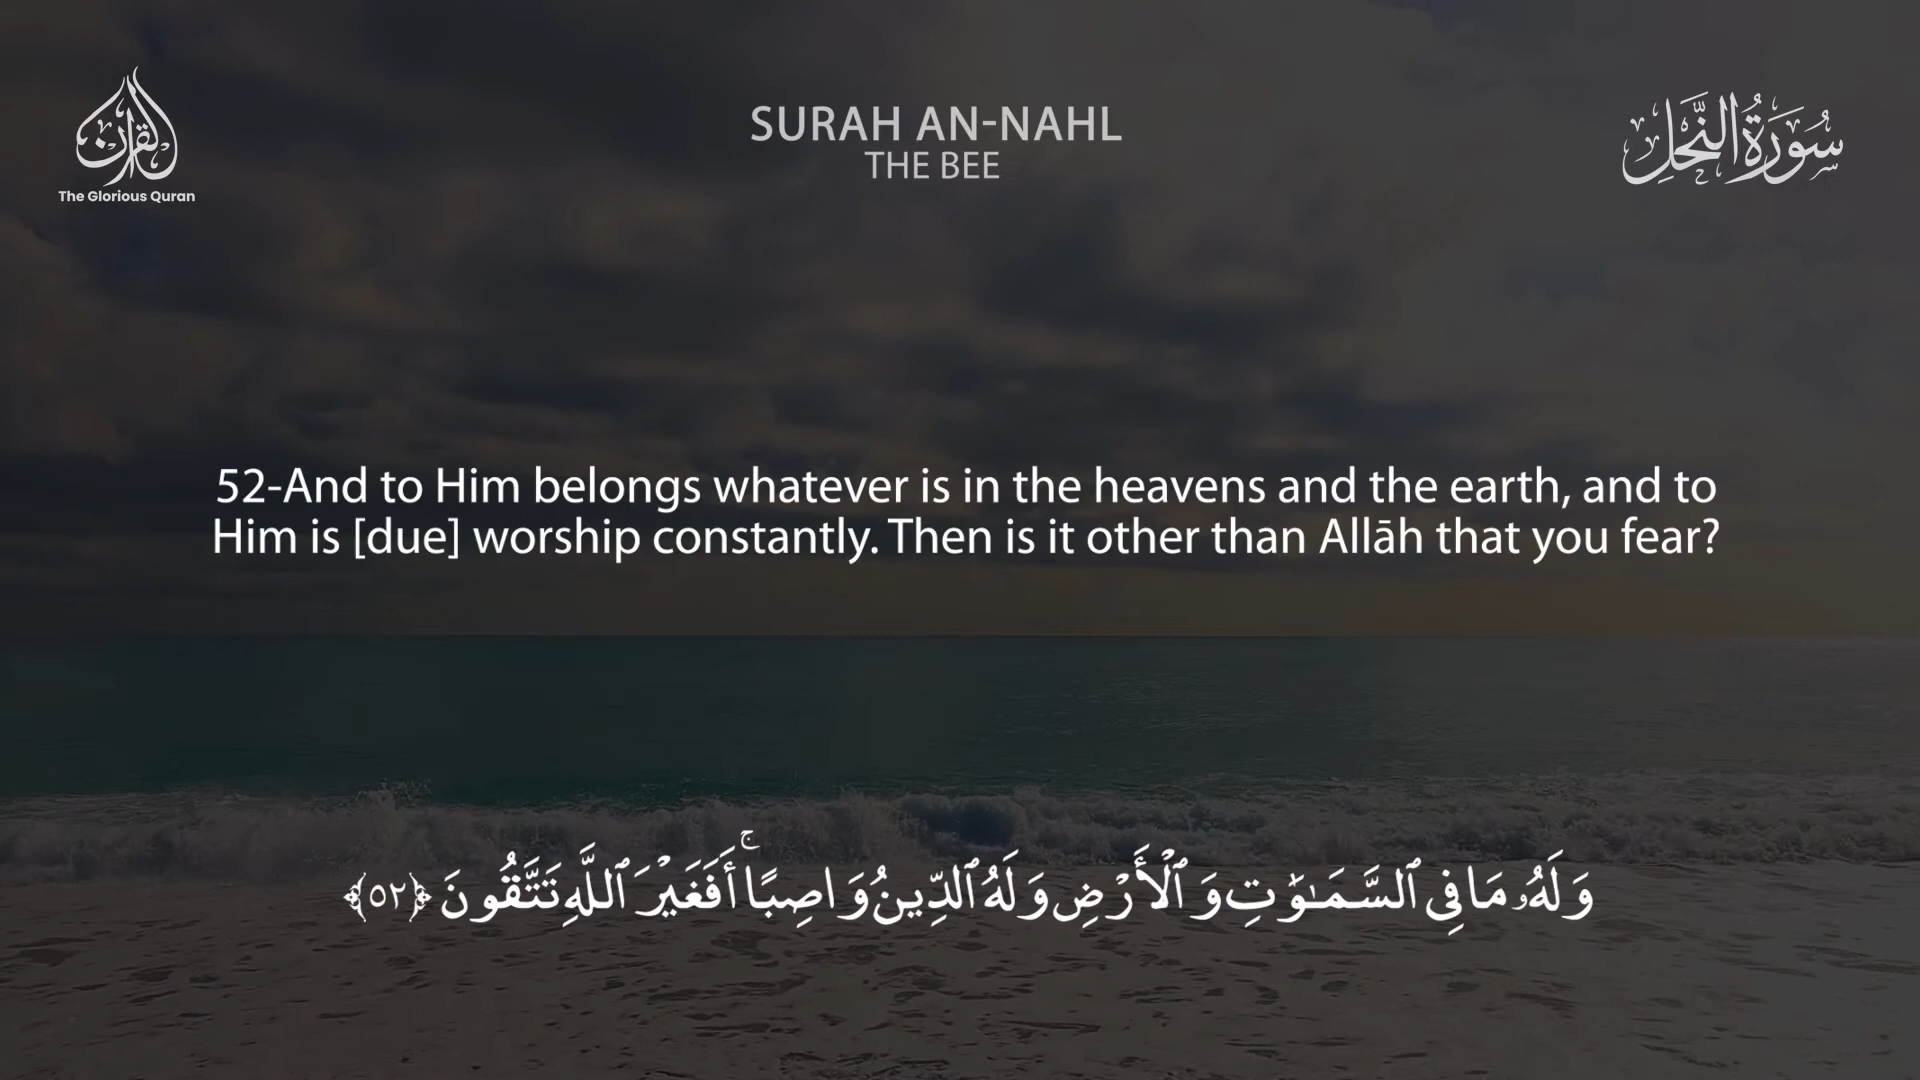 القرآن
The Glorious Quran
SURAH AN-NAHL
THE BEE
سُورَةُ النَّحْلِ
52-And to Him belongs whatever is in the heavens and the earth, and to
Him is [due] worship constantly. Then is it other than Allāh that you fear?
وَلَهُۥ مَا فِى ٱلسَّمَـٰوَٰتِ وَٱلْأَرْضِ وَلَهُ ٱلدِّينُ وَاصِبًا ۚ أَفَغَيْرَ ٱللَّهِ تَتَّقُونَ ﴿٥٢﴾